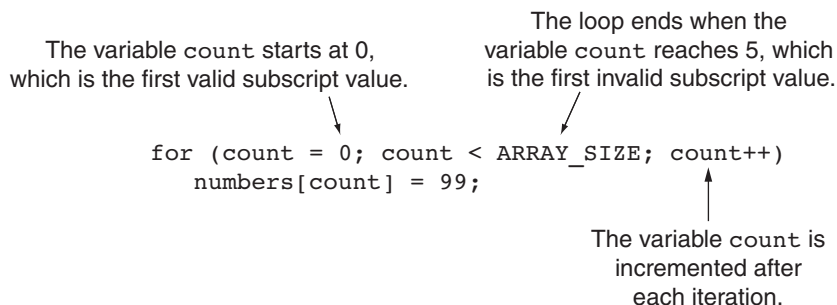 The variable count starts at 0,
which is the first valid subscript value.
The loop ends when the
variable count reaches 5, which
is the first invalid subscript value.
for (count = 0; count < ARRAY_SIZE; count++)
numbers[count] = 99;
The variable count is
incremented after
each iteration.